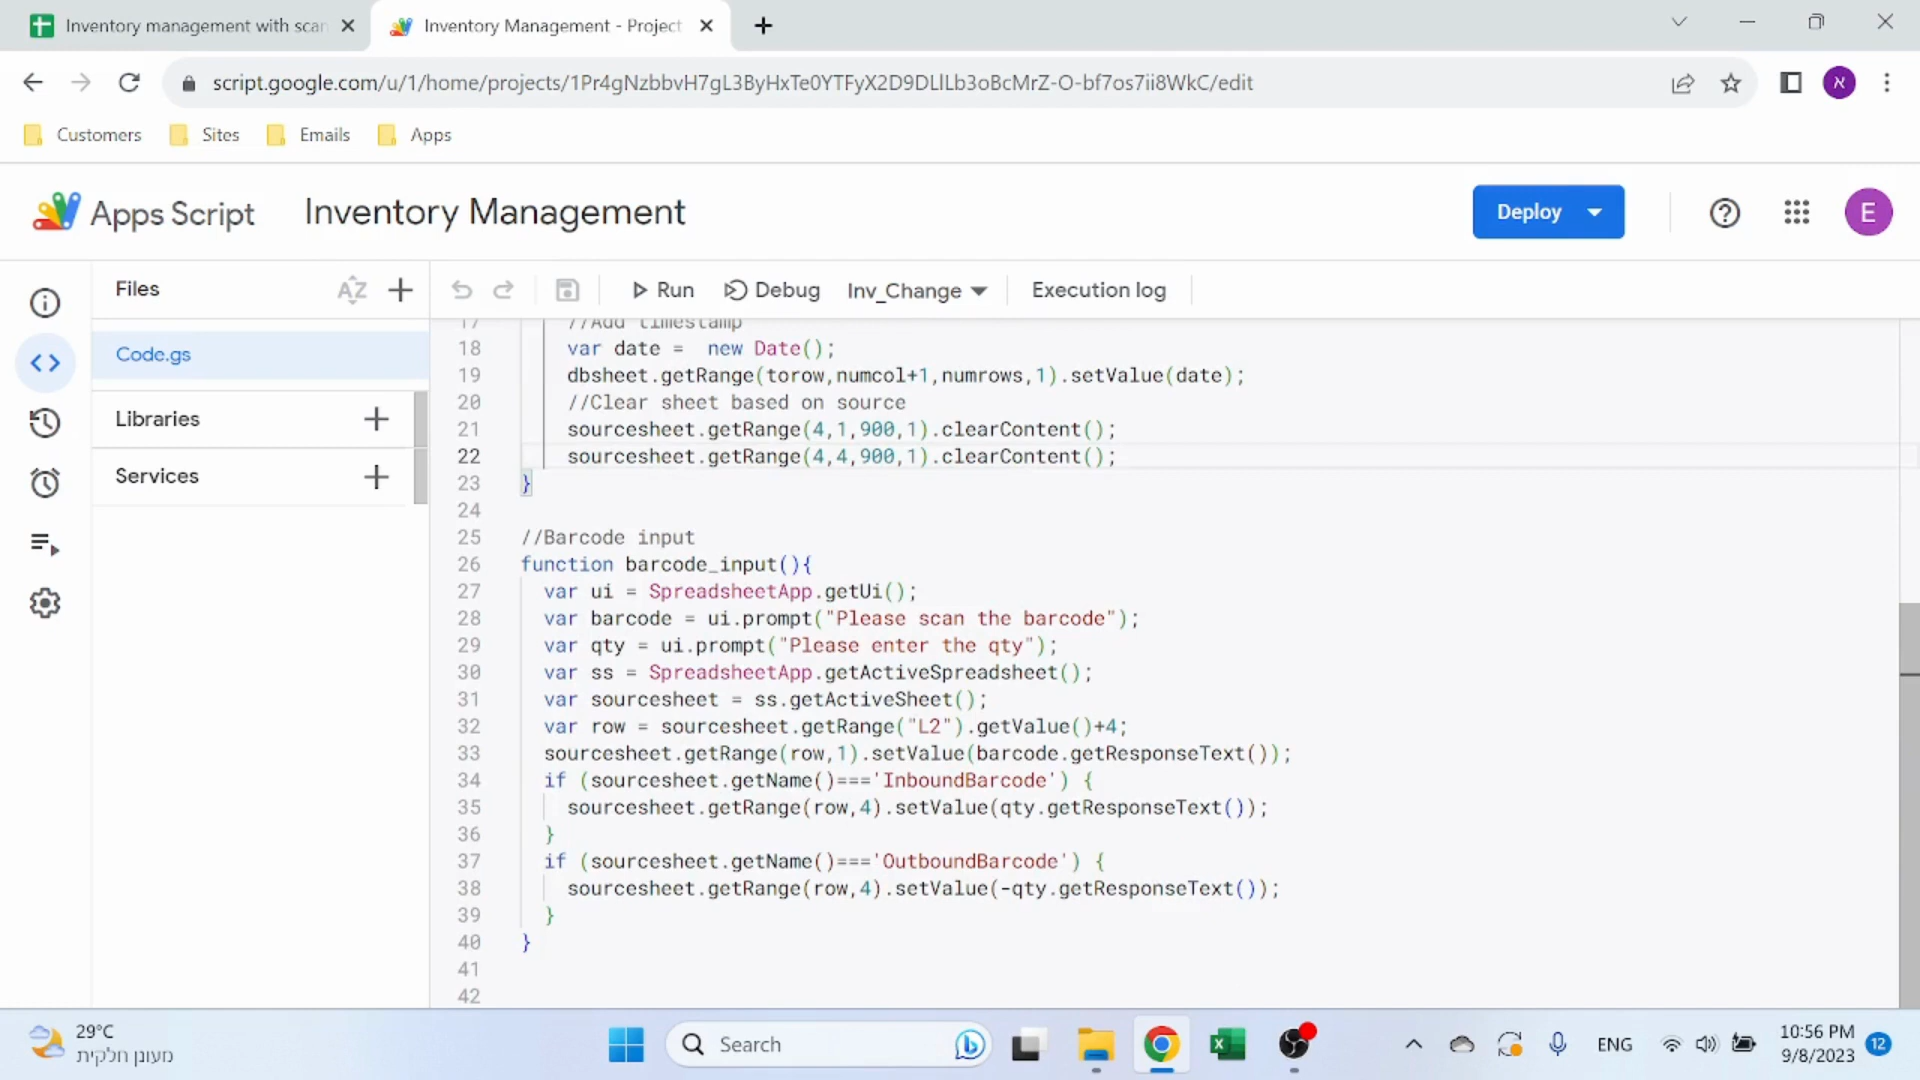 Inventory management with scan
Inventory Management - Project
script.google.com/u/1/home/projects/1Pr4gNzbbvH7gL3ByHxTe0YTFyX2D9DLlLb3oBcMrZ-O-bf7os7ii8WkC/edit
א
Customers
Sites
Emails
Apps
Apps Script
Inventory Management
Deploy
E
Files
AZ
Run
Debug
Inv_Change
Execution log
Code.gs
Libraries
Services
17 //Add timestamp
18 var date =  new Date();
19 dbsheet.getRange(torow,numcol+1,numrows,1).setValue(date);
20 //Clear sheet based on source
21 sourcesheet.getRange(4,1,900,1).clearContent();
22 sourcesheet.getRange(4,4,900,1).clearContent();
23 }
24
25 //Barcode input
26 function barcode_input(){
27 var ui = SpreadsheetApp.getUi();
28 var barcode = ui.prompt("Please scan the barcode");
29 var qty = ui.prompt("Please enter the qty");
30 var ss = SpreadsheetApp.getActiveSpreadsheet();
31 var sourcesheet = ss.getActiveSheet();
32 var row = sourcesheet.getRange("L2").getValue()+4;
33 sourcesheet.getRange(row,1).setValue(barcode.getResponseText());
34 if (sourcesheet.getName()==='InboundBarcode') {
35 sourcesheet.getRange(row,4).setValue(qty.getResponseText());
36 }
37 if (sourcesheet.getName()==='OutboundBarcode') {
38 sourcesheet.getRange(row,4).setValue(-qty.getResponseText());
39 }
40 }
41
42
29°C
מעונן חלקית
Search
ENG
10:56 PM
9/8/2023
12